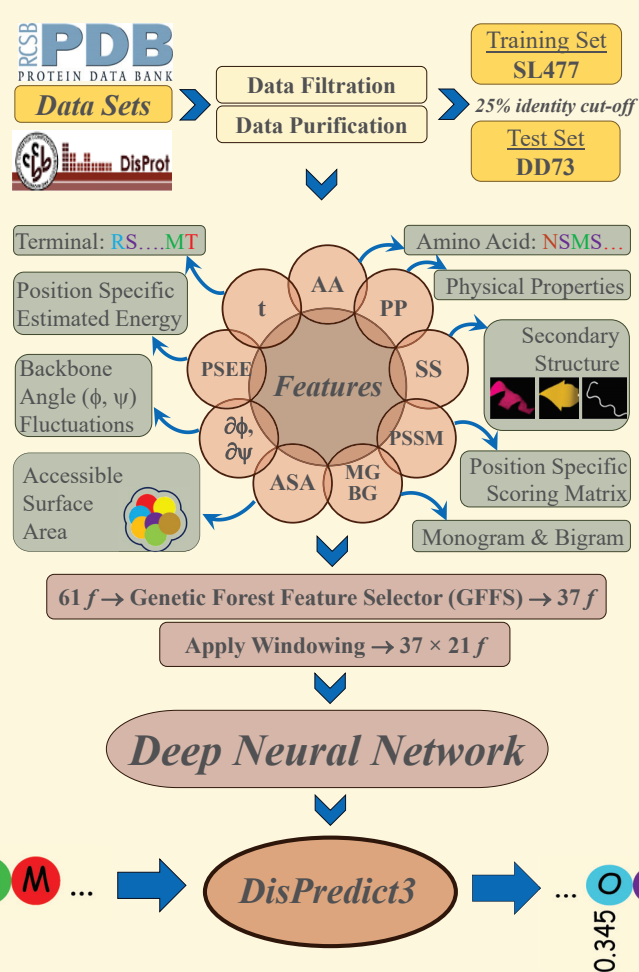 RCSB
PDB
PROTEIN DATA BANK
Data Sets
DisProt
Data Filtration
Data Purification
Training Set
SL477
25% identity cut-off
Test Set
DD73
Terminal: RS….MT
Amino Acid: NSMS…
Position Specific
Estimated Energy
Physical Properties
Backbone
Angle (ϕ, ψ)
Fluctuations
Secondary
Structure
Accessible
Surface
Area
Position Specific
Scoring Matrix
Monogram & Bigram
AA
t
PP
PSEE
Features
SS
∂ϕ,
∂ψ
PSSM
ASA
MG
BG
61 f → Genetic Forest Feature Selector (GFFS) → 37 f
Apply Windowing → 37 × 21 f
Deep Neural Network
M ...
DisPredict3
... O
0.345